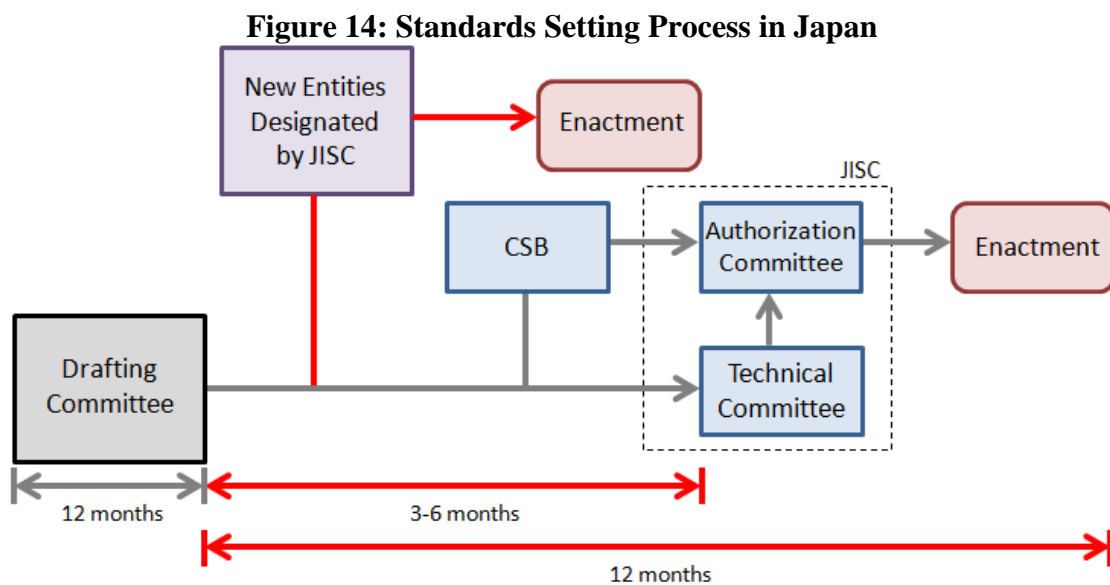 Figure 14: Standards Setting Process in Japan
New Entities
Designated
by JISC
Enactment
JISC
CSB
Authorization
Committee
Enactment
Drafting
Committee
Technical
Committee
12 months
3-6 months
12 months